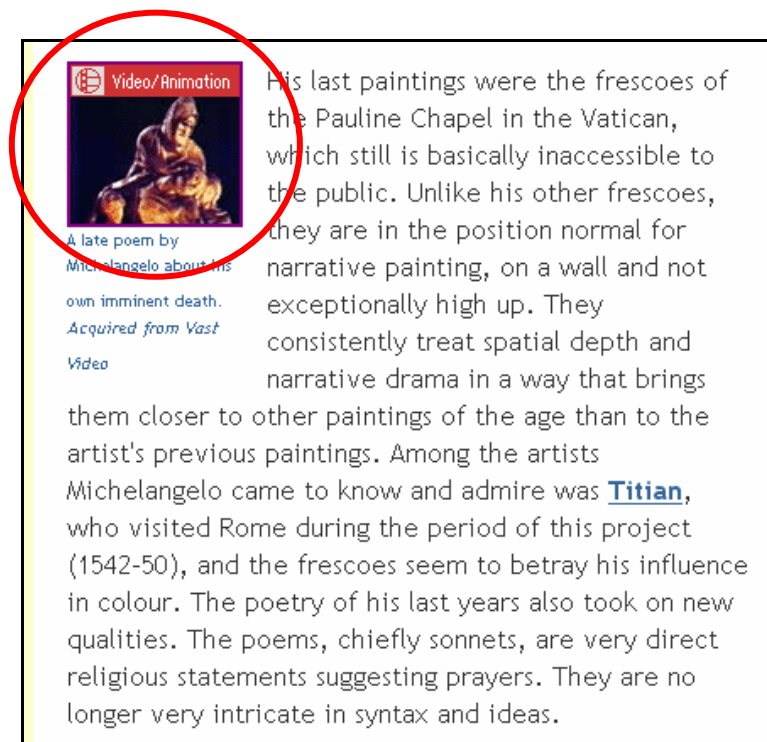 Video/Animation
A late poem by
Michelangelo about his
own imminent death.
Acquired from Vast
Video
His last paintings were the frescoes of
the Pauline Chapel in the Vatican,
which still is basically inaccessible to
the public. Unlike his other frescoes,
they are in the position normal for
narrative painting, on a wall and not
exceptionally high up. They
consistently treat spatial depth and
narrative drama in a way that brings
them closer to other paintings of the age than to the
artist's previous paintings. Among the artists
Michelangelo came to know and admire was Titian,
who visited Rome during the period of this project
(1542-50), and the frescoes seem to betray his influence
in colour. The poetry of his last years also took on new
qualities. The poems, chiefly sonnets, are very direct
religious statements suggesting prayers. They are no
longer very intricate in syntax and ideas.